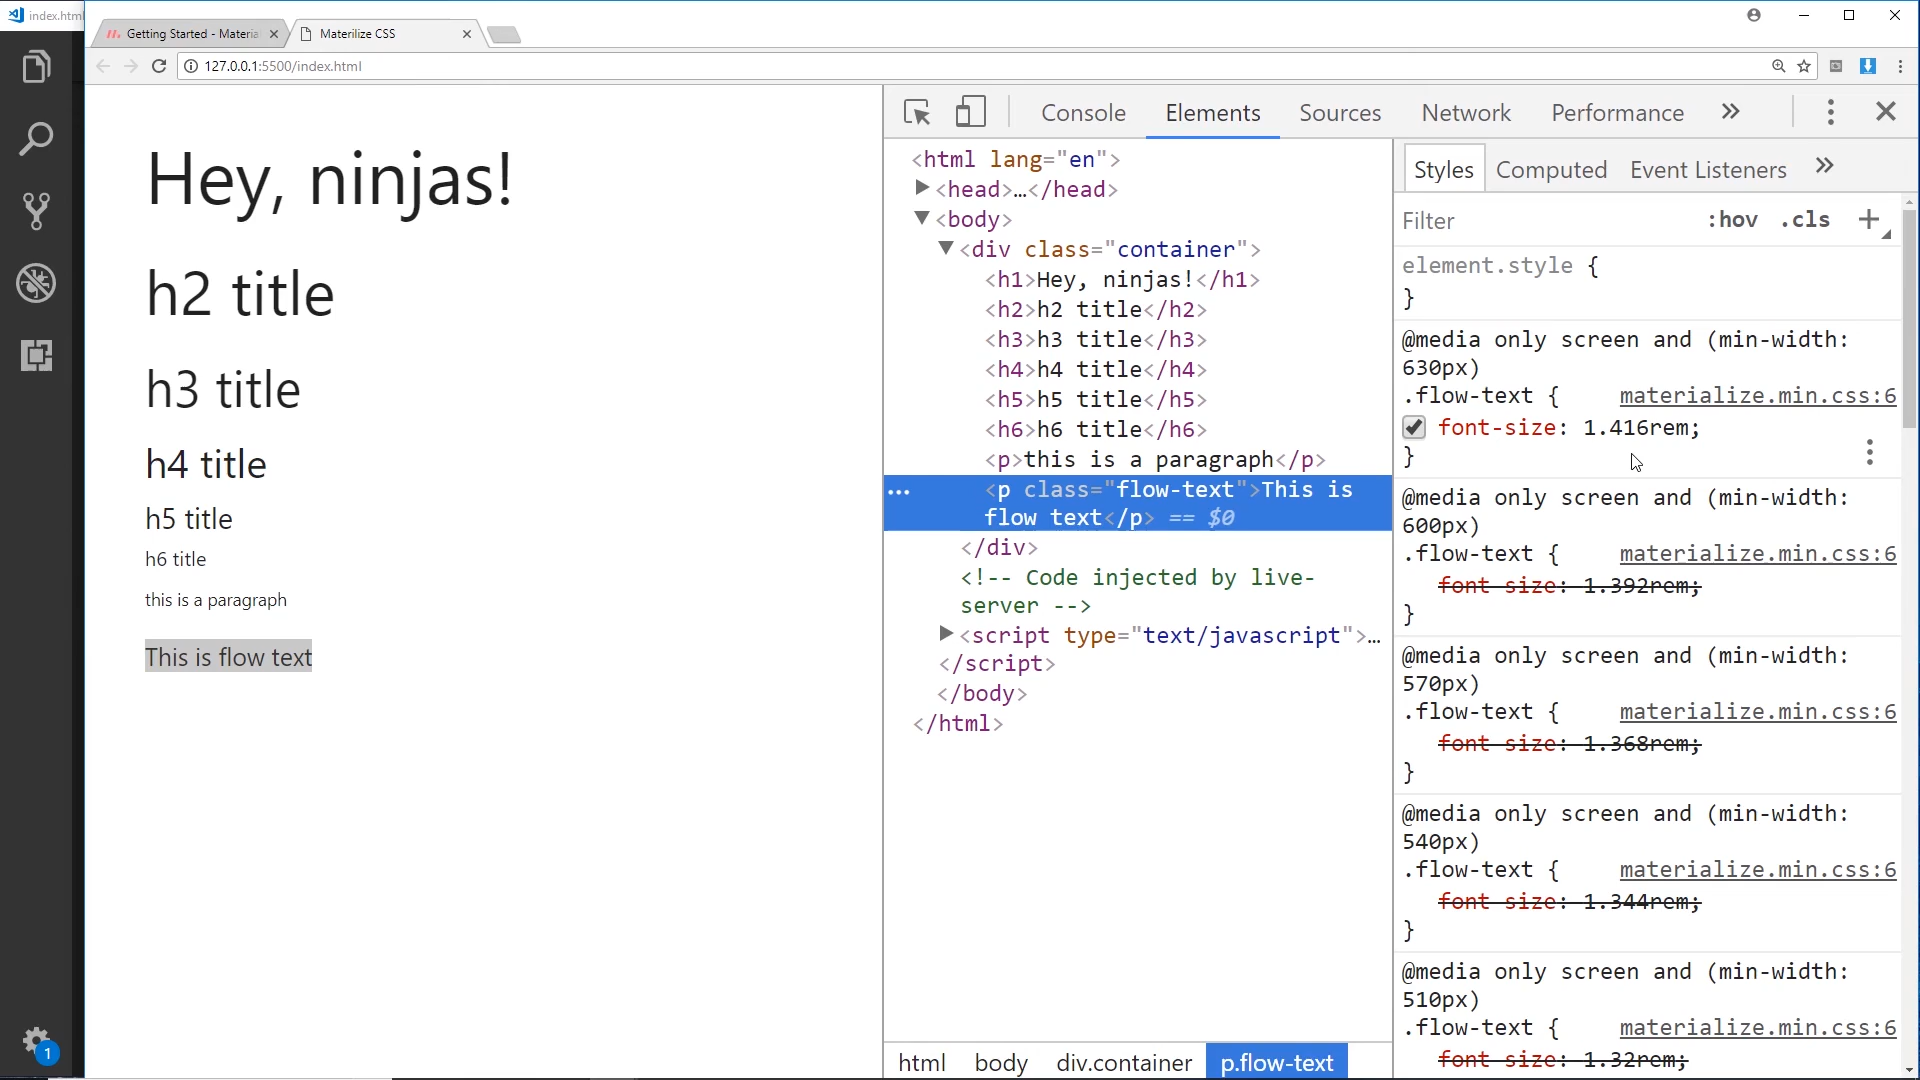 index.html
Getting Started - Materia
Materilize CSS
127.0.0.1:5500/index.html
Hey, ninjas!
h2 title
h3 title
h4 title
h5 title
h6 title
this is a paragraph
This is flow text
Console Elements Sources Network Performance »
<html lang="en">
<head>…</head>
<body>
<div class="container">
<h1>Hey, ninjas!</h1>
<h2>h2 title</h2>
<h3>h3 title</h3>
<h4>h4 title</h4>
<h5>h5 title</h5>
<h6>h6 title</h6>
<p>this is a paragraph</p>
<p class="flow-text">This is
flow text</p> == $0
</div>
<!-- Code injected by live-
server -->
<script type="text/javascript">…
</script>
</body>
</html>
html body div.container p.flow-text
Styles Computed Event Listeners »
Filter :hov .cls +
element.style {
}
@media only screen and (min-width:
630px)
.flow-text { materialize.min.css:6
font-size: 1.416rem;
}
@media only screen and (min-width:
600px)
.flow-text { materialize.min.css:6
font-size: 1.392rem;
}
@media only screen and (min-width:
570px)
.flow-text { materialize.min.css:6
font-size: 1.368rem;
}
@media only screen and (min-width:
540px)
.flow-text { materialize.min.css:6
font-size: 1.344rem;
}
@media only screen and (min-width:
510px)
.flow-text { materialize.min.css:6
font-size: 1.32rem;
1